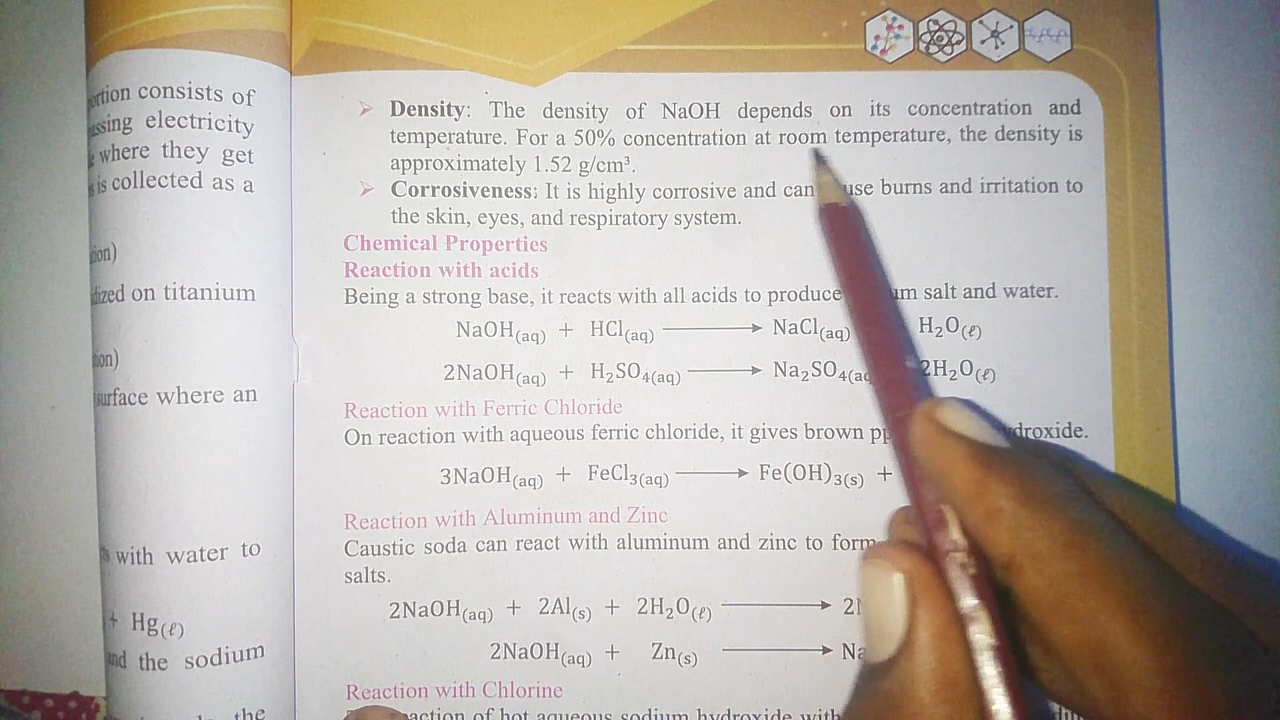 ortion consists of
ssing electricity
where they get
is collected as a
ion)
dized on titanium
ion)
surface where an
with water to
+ Hg(ℓ)
and the sodium
the
➢ Density: The density of NaOH depends on its concentration and
temperature. For a 50% concentration at room temperature, the density is
approximately 1.52 g/cm³.
➢ Corrosiveness: It is highly corrosive and can use burns and irritation to
the skin, eyes, and respiratory system.
Chemical Properties
Reaction with acids
Being a strong base, it reacts with all acids to produce um salt and water.
NaOH(aq) + HCl(aq) ⟶ NaCl(aq) H₂O(ℓ)
2NaOH(aq) + H₂SO₄(aq) ⟶ Na₂SO₄(aq 2H₂O(ℓ)
Reaction with Ferric Chloride
On reaction with aqueous ferric chloride, it gives brown pp droxide.
3NaOH(aq) + FeCl₃(aq) ⟶ Fe(OH)₃(s) +
Reaction with Aluminum and Zinc
Caustic soda can react with aluminum and zinc to form
salts.
2NaOH(aq) + 2Al(s) + 2H₂O(ℓ) ⟶ 2
2NaOH(aq) + Zn(s) ⟶ Na
Reaction with Chlorine
action of hot aqueous sodium hydroxide with